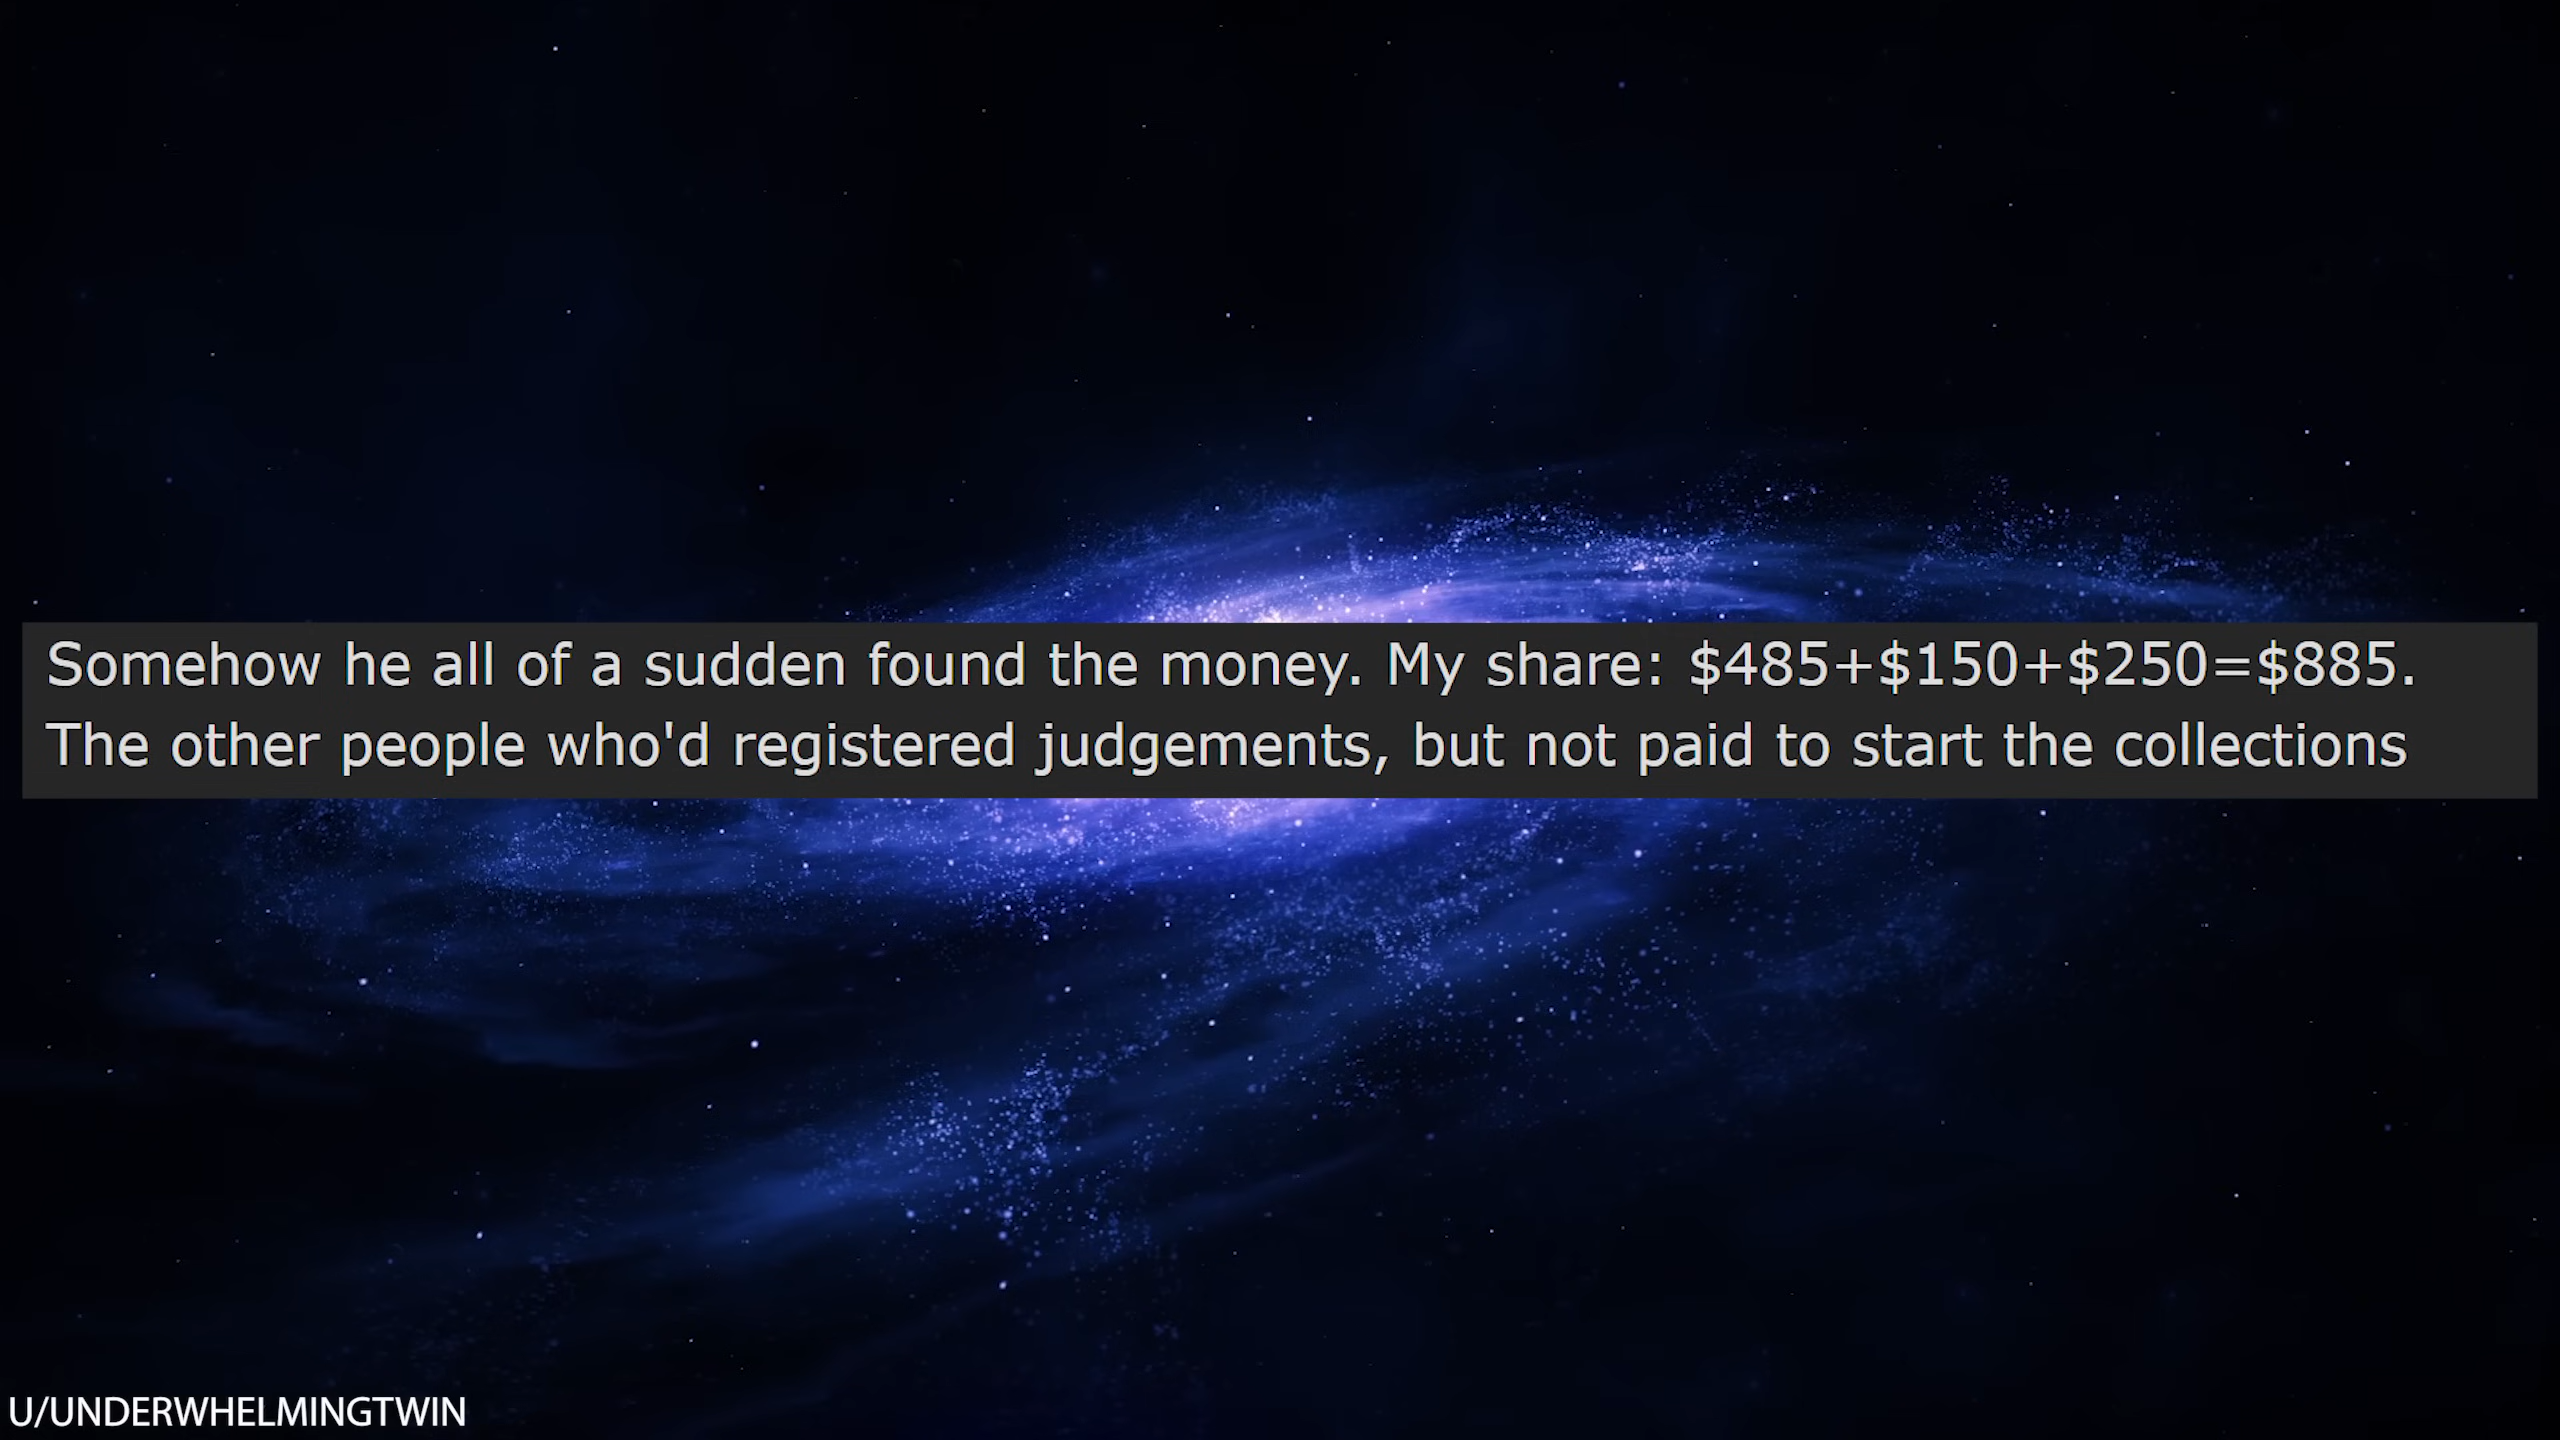 Somehow he all of a sudden found the money. My share: $485+$150+$250=$885.
The other people who'd registered judgements, but not paid to start the collections
U/UNDERWHELMINGTWIN